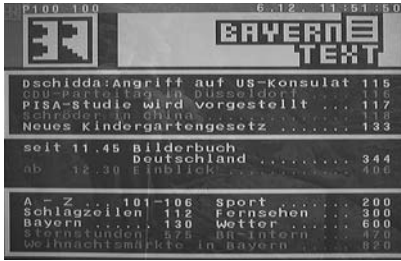 P100 100 6.12. 11:51:50
BAYERN
TEXT
Dschidda:Angriff auf US-Konsulat 115
CDU-Parteitag in Düsseldorf ... 116
PISA-Studie wird vorgestellt ... 117
Schröder in China ............ 118
Neues Kindergartengesetz ... 133
seit 11.45 Bilderbuch
Deutschland ......... 344
ab 12.30 Einblick ............ 406
A - Z ... 101-106 Sport ........ 200
Schlagzeilen 112 Fernsehen ... 300
Bayern ..... 130 Wetter ....... 600
Sternstunden 575 BR-intern ... 470
Weihnachtsmärkte in Bayern ... 820